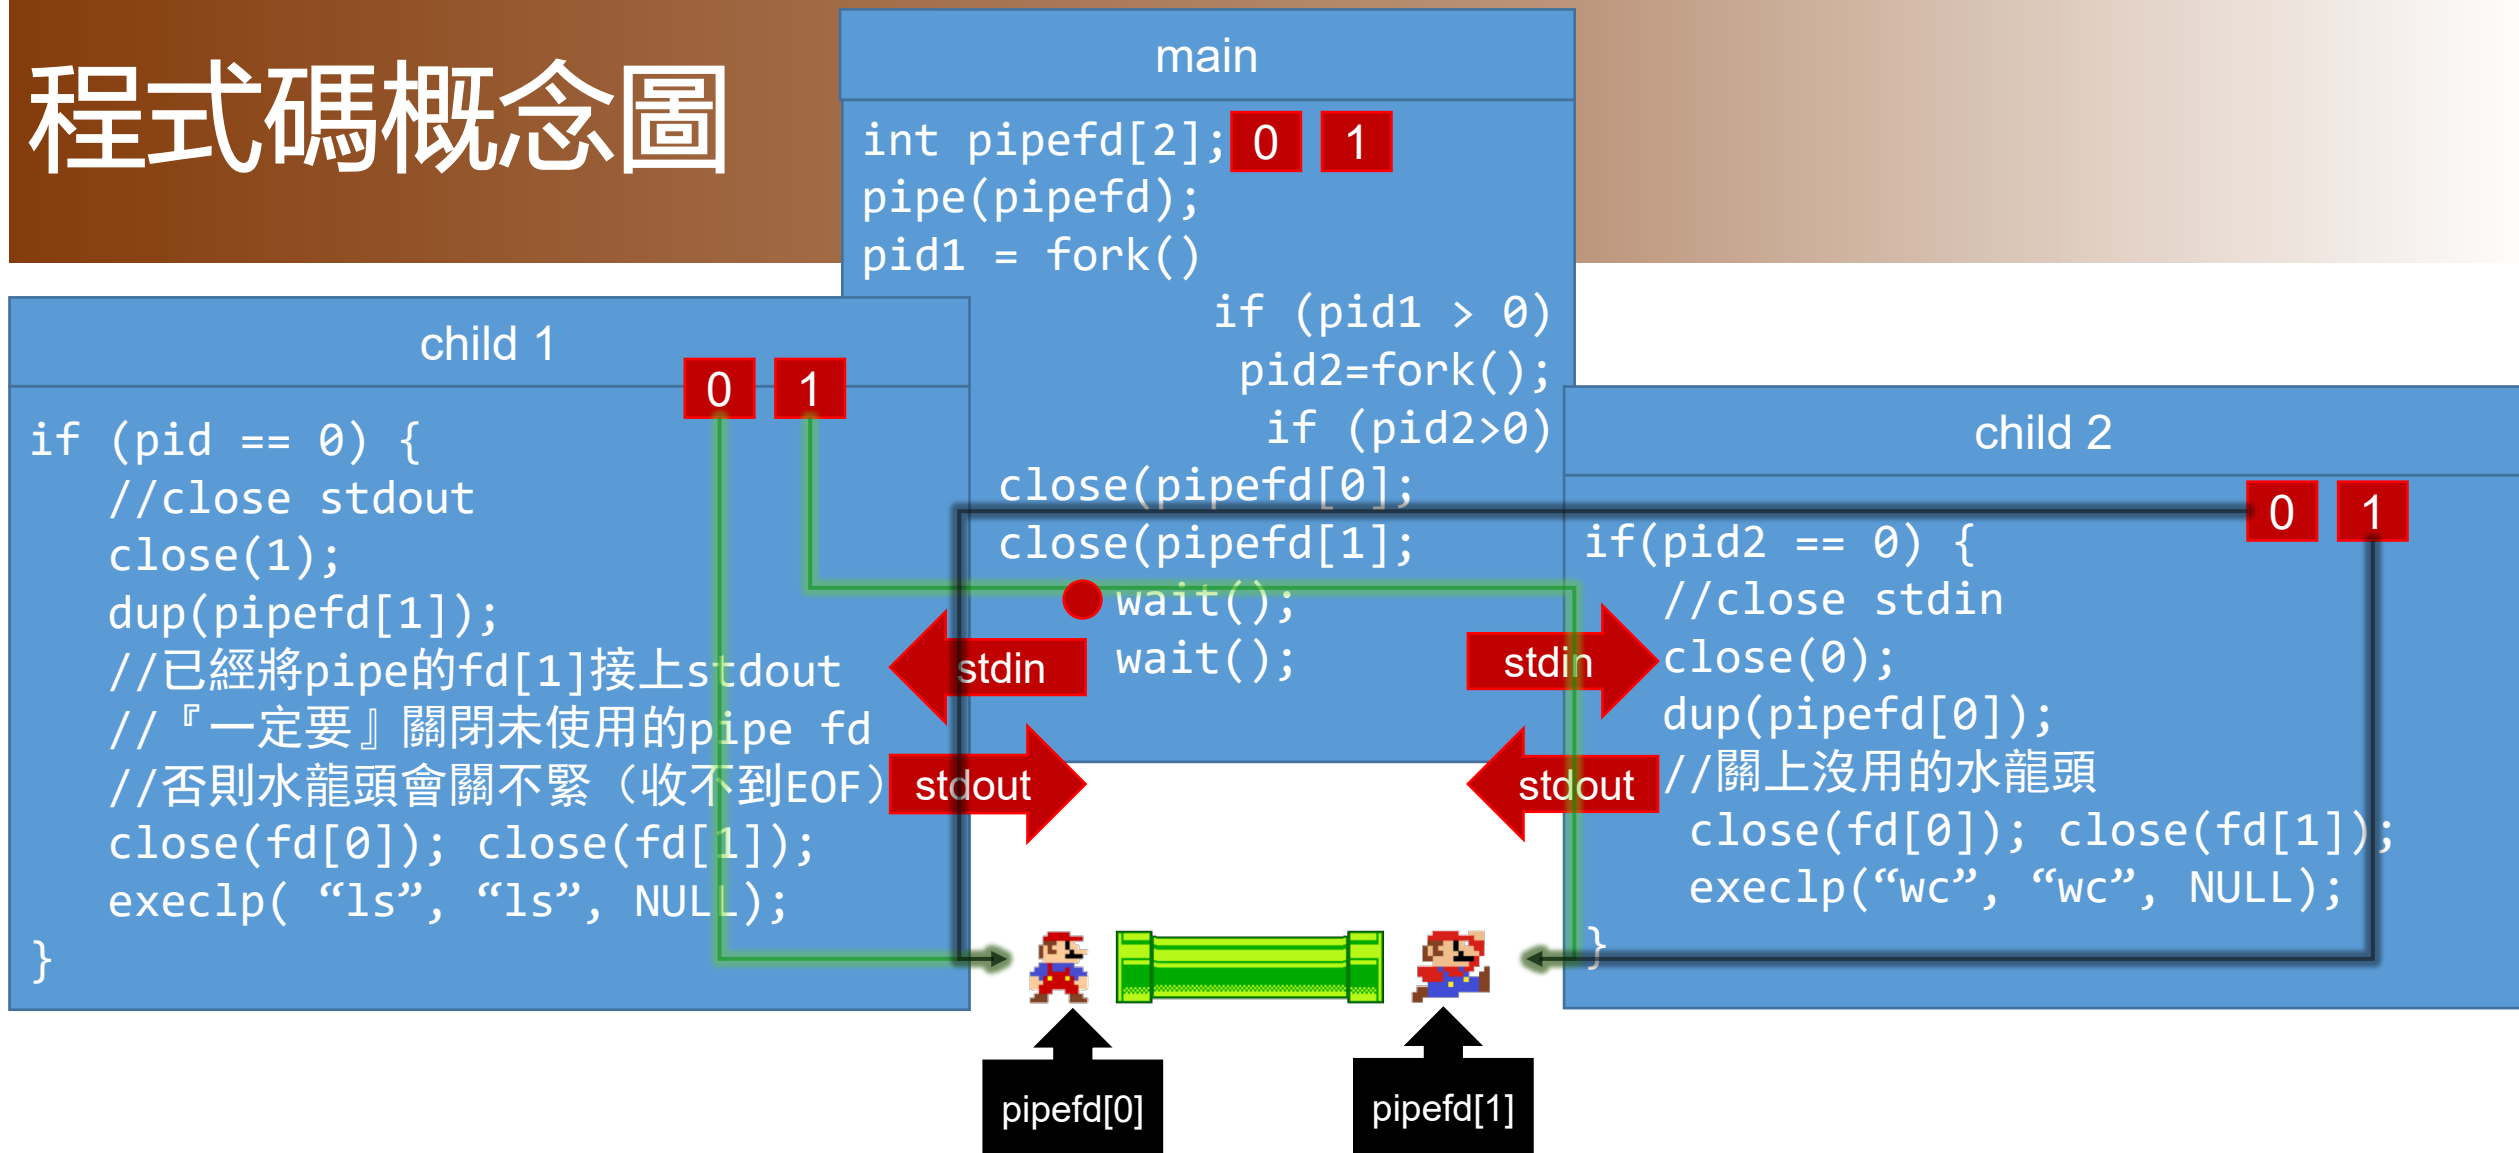 程式碼概念圖
main
int pipefd[2]; 0 1
pipe(pipefd);
pid1 = fork()
if (pid1 > 0)
pid2=fork();
if (pid2>0)
close(pipefd[0];
close(pipefd[1];
wait();
wait();
child 1
0 1
if (pid == 0) {
//close stdout
close(1);
dup(pipefd[1]);
//已經將pipe的fd[1]接上stdout
//『一定要』關閉未使用的pipe fd
//否則水龍頭會關不緊（收不到EOF）
close(fd[0]); close(fd[1]);
execlp( “ls”, “ls”, NULL);
}
stdin
stdout
child 2
0 1
if(pid2 == 0) {
//close stdin
close(0);
dup(pipefd[0]);
//關上沒用的水龍頭
close(fd[0]); close(fd[1]);
execlp(“wc”, “wc”, NULL);
}
stdin
stdout
pipefd[0]
pipefd[1]